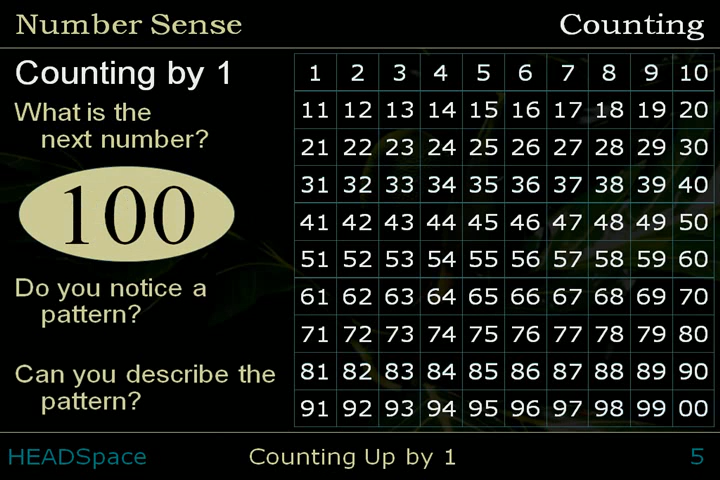 Number Sense
Counting
Counting by 1
What is the
next number?
100
Do you notice a
pattern?
Can you describe the
pattern?
1 2 3 4 5 6 7 8 9 10
11 12 13 14 15 16 17 18 19 20
21 22 23 24 25 26 27 28 29 30
31 32 33 34 35 36 37 38 39 40
41 42 43 44 45 46 47 48 49 50
51 52 53 54 55 56 57 58 59 60
61 62 63 64 65 66 67 68 69 70
71 72 73 74 75 76 77 78 79 80
81 82 83 84 85 86 87 88 89 90
91 92 93 94 95 96 97 98 99 00
HEADSpace
Counting Up by 1
5